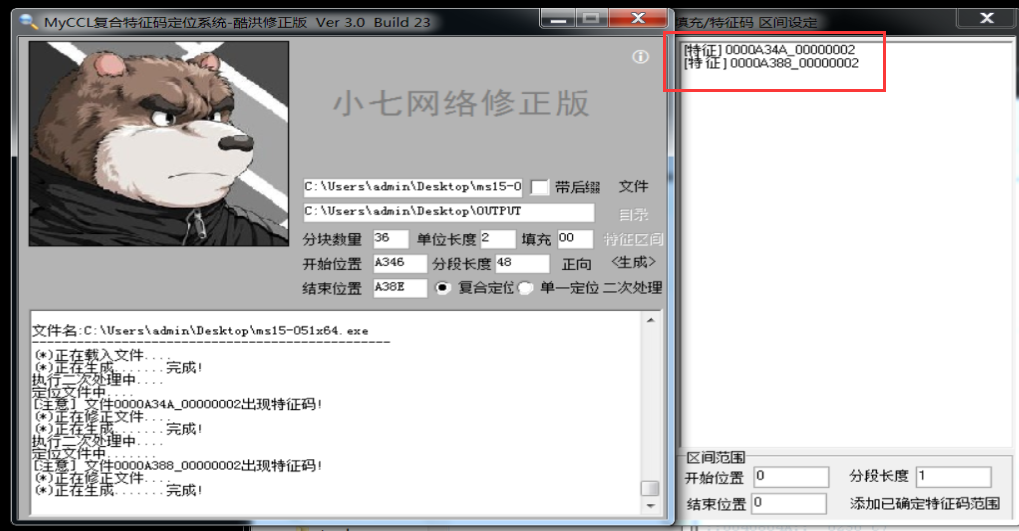 MyCCL复合特征码定位系统-酷洪修正版 Ver 3.0 Build 23
填充/特征码 区间设定
[特征] 0000A34A_00000002
[特征] 0000A388_00000002
小七网络修正版
C:\Users\admin\Desktop\ms15-0 带后缀 文件
C:\Users\admin\Desktop\OUTPUT 目录
分块数量 36 单位长度 2 填充 00 特征区间
开始位置 A346 分段长度 48 正向 <生成>
结束位置 A38E 复合定位 单一定位 二次处理
文件名:C:\Users\admin\Desktop\ms15-051x64.exe
------------------------------------------------
(*)正在载入文件....
(*)正在生成.......完成!
执行二次处理中....
定位文件中....
[注意] 文件0000A34A_00000002出现特征码!
(*)正在修正文件....
(*)正在生成.......完成!
执行二次处理中....
定位文件中.......
[注意] 文件0000A388_00000002出现特征码!
(*)正在修正文件....
(*)正在生成.......完成!
区间范围
开始位置 0 分段长度 1
结束位置 0 添加已确定特征码范围